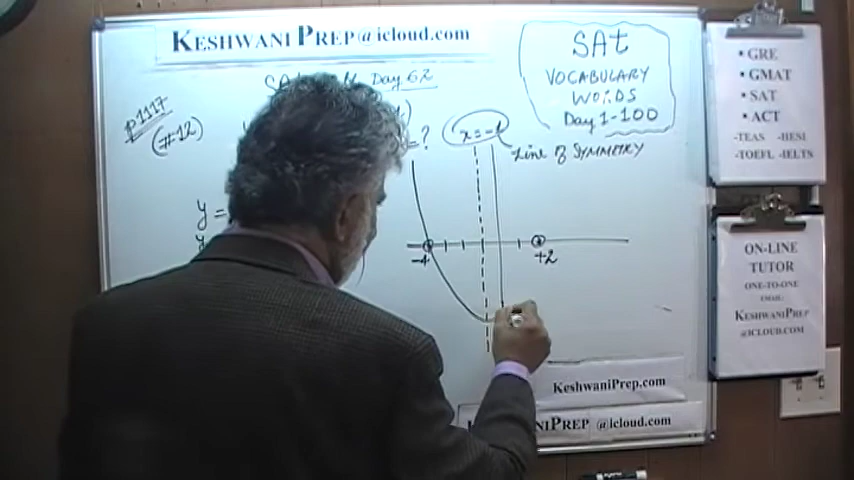 KESHWANI PREP@icloud.com
Day 62
SAt
VOCABULARY
WORDS
Day 1-100
P1117
(#12)
=?
x=-1
Line of SYMMETRY
y =
y
-4
+2
• GRE
• GMAT
• SAT
• ACT
-TEAS -HESI
-TOEFL -IELTS
ON-LINE
TUTOR
ONE-TO-ONE
EMAIL:
KESHWANIPREP
@ICLOUD.COM
KeshwaniPrep.com
PREP @icloud.com